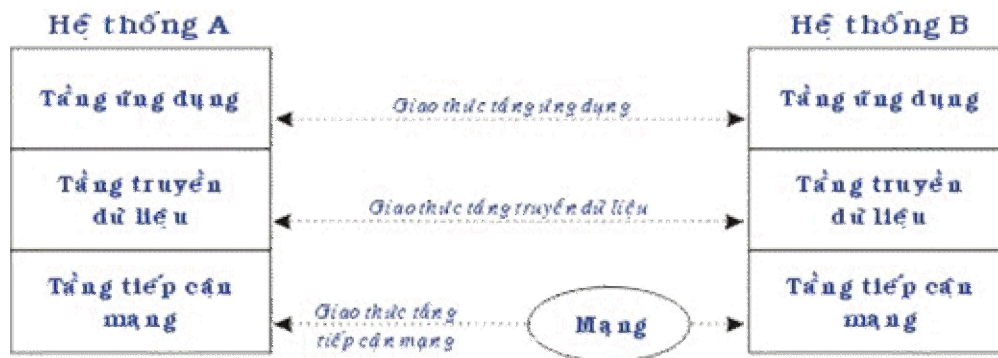 Hệ thống A
Hệ thống B
Tầng ứng dụng
Giao thức tầng ứng dụng
Tầng ứng dụng
Tầng truyền
dữ liệu
Giao thức tầng truyền dữ liệu
Tầng truyền
dữ liệu
Tầng tiếp cận
mạng
Giao thức tầng
tiếp cận mạng
Mạng
Tầng tiếp cận
mạng